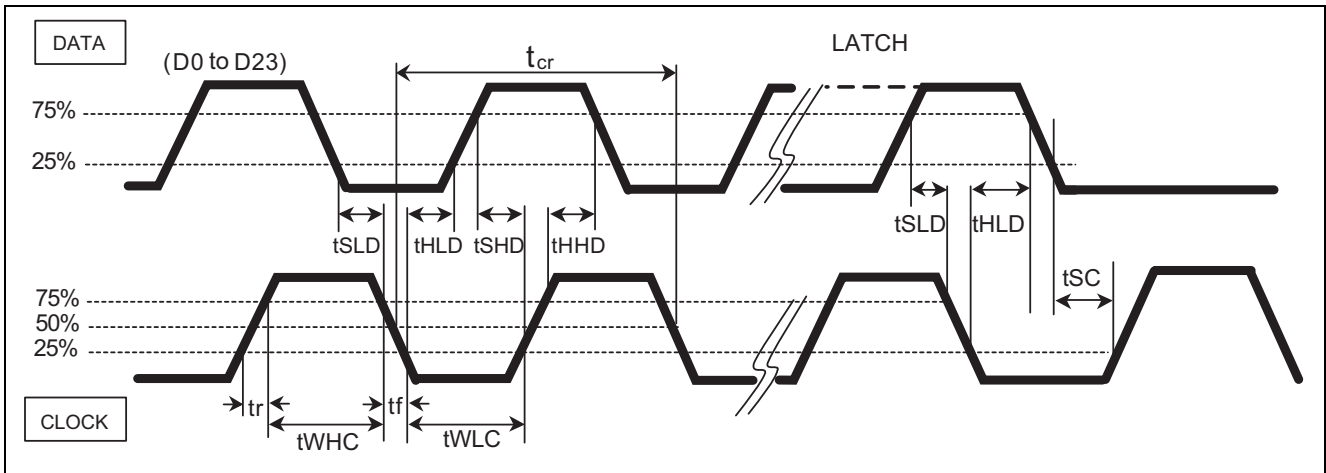 DATA
(D0 to D23)
tcr
LATCH
75%
25%
tSLD
tHLD
tSHD
tHHD
tSLD
tHLD
tSC
75%
50%
25%
tr
tf
tWHC
tWLC
CLOCK